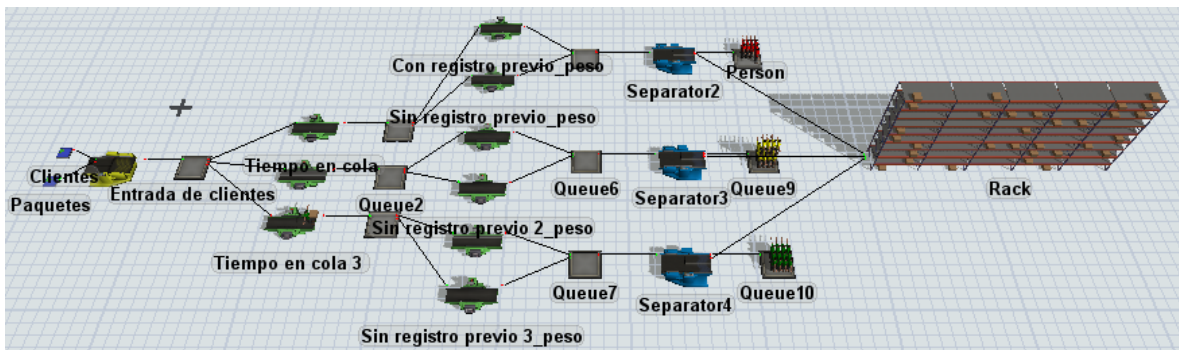 Con registro previo_peso
Person
Separator2
Sin registro previo_peso
Clientes
Tiempo en cola
Entrada de clientes
Paquetes
Queue2
Queue6
Separator3
Queue9
Rack
Sin registro previo 2_peso
Tiempo en cola 3
Queue7
Separator4
Queue10
Sin registro previo 3_peso